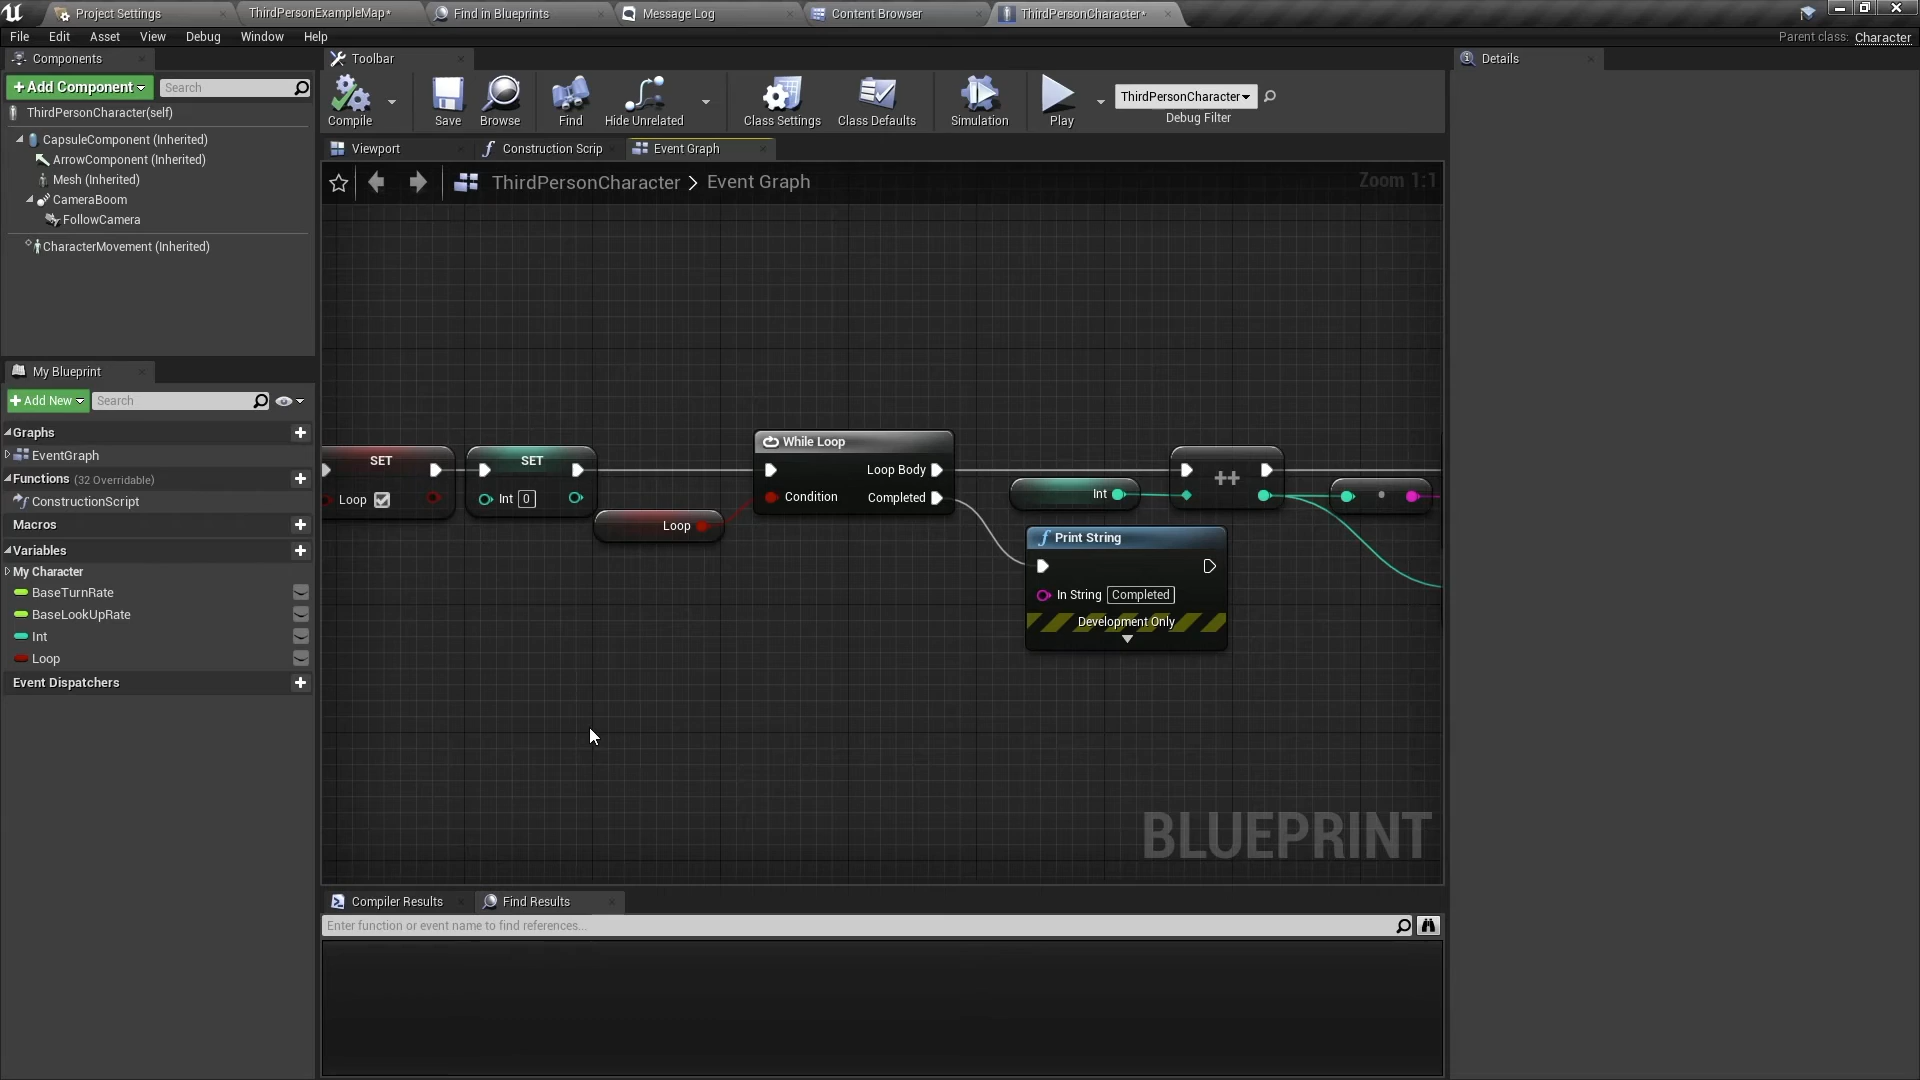 Project Settings
ThirdPersonExampleMap*
Find in Blueprints
Message Log
Content Browser
ThirdPersonCharacter*
File Edit Asset View Debug Window Help
Parent class: Character
Components
+Add Component
Search
ThirdPersonCharacter(self)
CapsuleComponent (Inherited)
ArrowComponent (Inherited)
Mesh (Inherited)
CameraBoom
FollowCamera
CharacterMovement (Inherited)
My Blueprint
+Add New
Search
Graphs
EventGraph
Functions (32 Overridable)
ConstructionScript
Macros
Variables
My Character
BaseTurnRate
BaseLookUpRate
Int
Loop
Event Dispatchers
Toolbar
Compile
Save
Browse
Find
Hide Unrelated
Class Settings
Class Defaults
Simulation
Play
ThirdPersonCharacter
Debug Filter
Viewport
Construction Scrip
Event Graph
ThirdPersonCharacter > Event Graph
Zoom 1:1
SET
Loop
SET
Int 0
Loop
While Loop
Loop Body
Condition
Completed
Int
++
Print String
In String Completed
Development Only
BLUEPRINT
Compiler Results
Find Results
Enter function or event name to find references...
Details